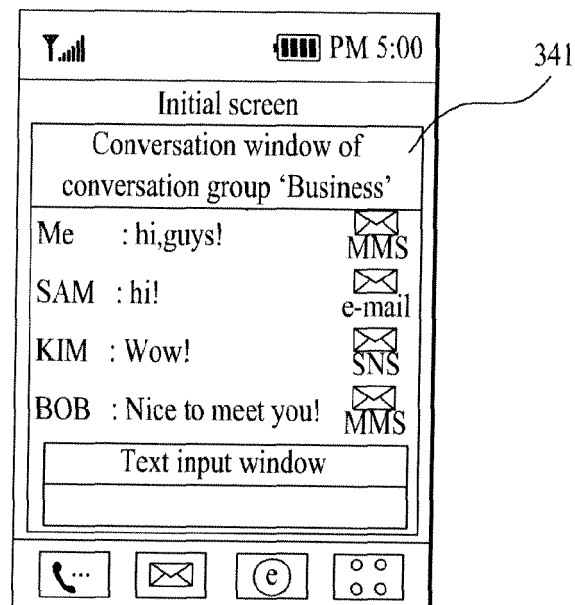 PM 5:00
341
Initial screen
Conversation window of
conversation group ‘Business’
Me : hi,guys! MMS
SAM : hi! e-mail
KIM : Wow! SNS
BOB : Nice to meet you! MMS
Text input window
e